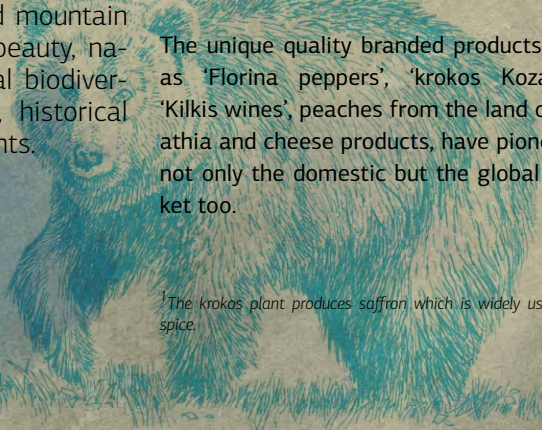 d mountain
beauty, na-
al biodiver-
, historical
nts.
The unique quality branded products
as ‘Florina peppers’, ‘krokos Koza
‘Kilkis wines’, peaches from the land o
athia and cheese products, have pione
not only the domestic but the global
ket too.
¹The krokos plant produces saffron which is widely us
spice.